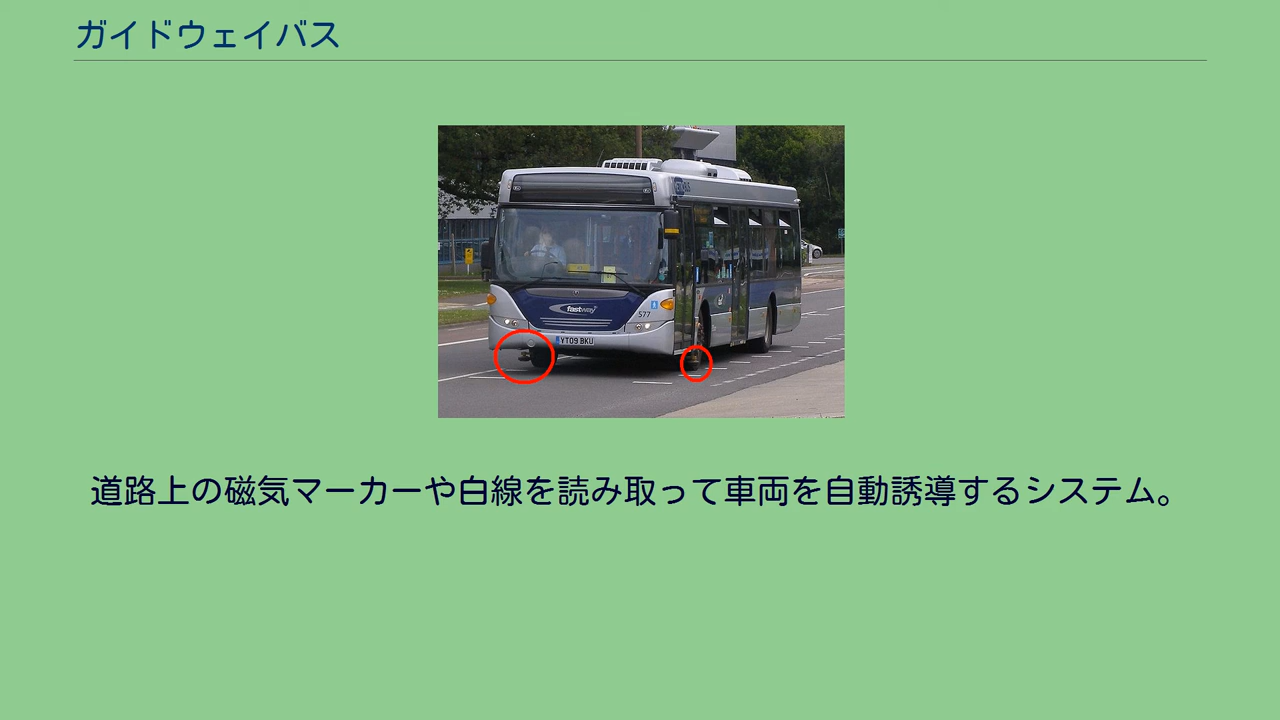 ガイドウェイバス
fastway
577
YT09 BKU
道路上の磁気マーカーや白線を読み取って車両を自動誘導するシステム。